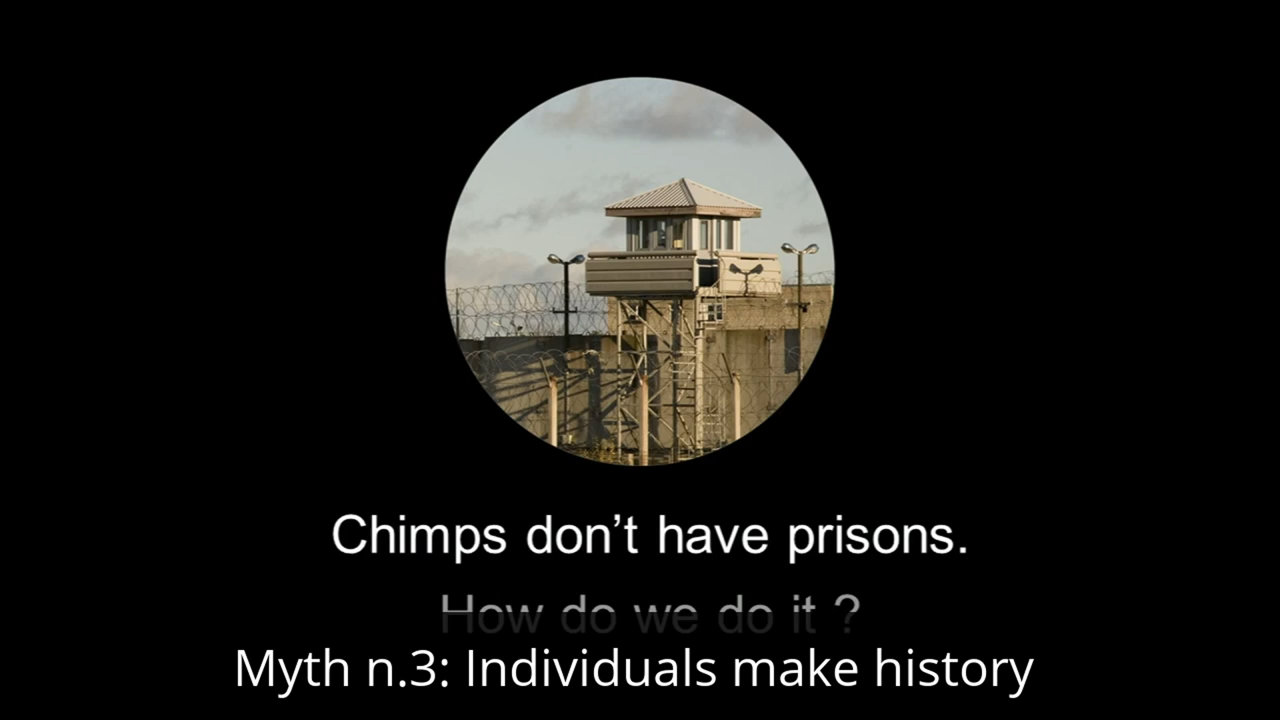 Chimps don’t have prisons.
How do we do it ?
Myth n.3: Individuals make history